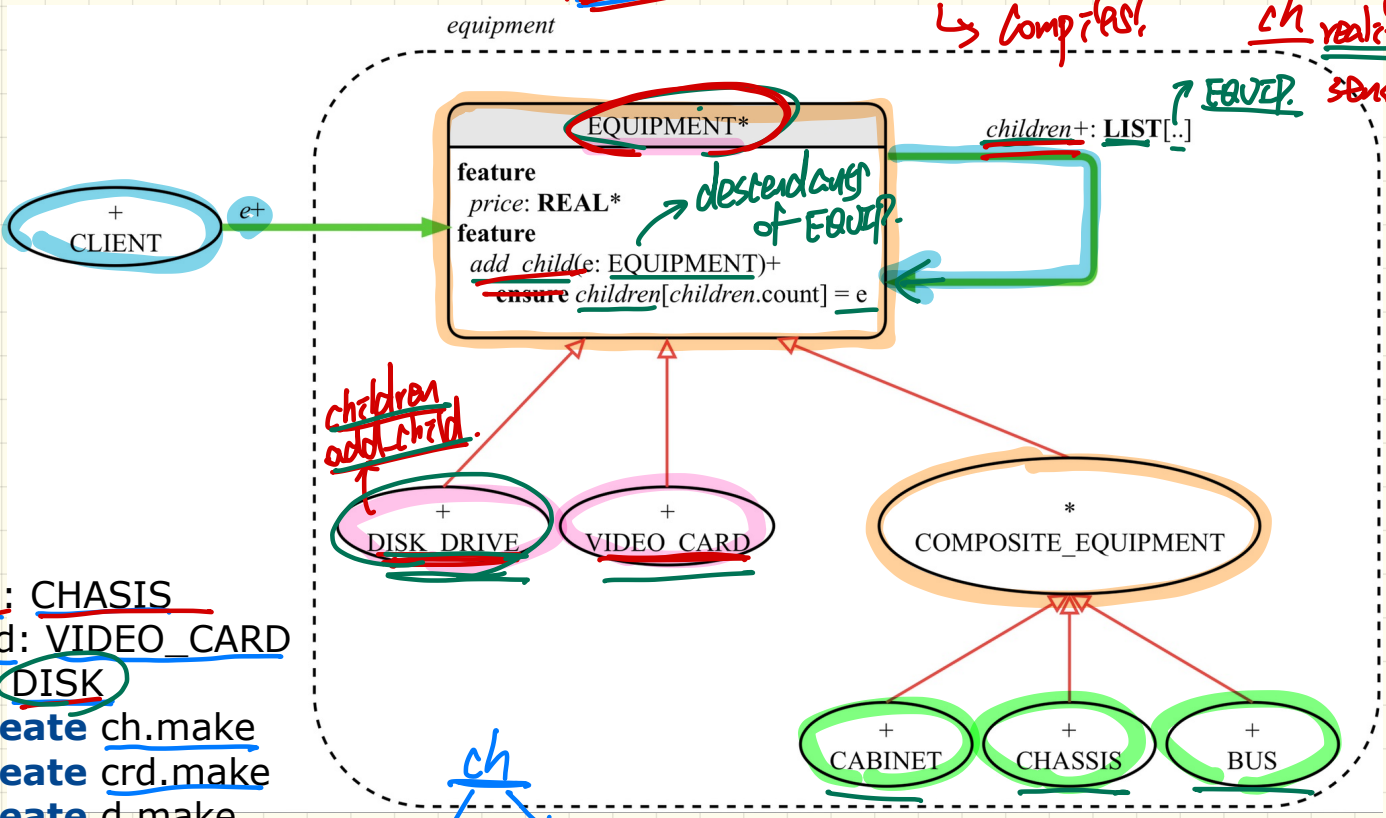 equipment
↳ Compiles!
ch
EQUIP.
EQUIPMENT*
children+: LIST[..]
feature
price: REAL*
feature
add_child(e: EQUIPMENT)+
ensure children[children.count] = e
descendants
of EQUIP.
+
CLIENT
e+
children
add_child.
+
DISK_DRIVE
+
VIDEO_CARD
*
COMPOSITE_EQUIPMENT
+
CABINET
+
CHASSIS
+
BUS
: CHASIS
d: VIDEO_CARD
DISK
eate ch.make
eate crd.make
eate d.make
ch